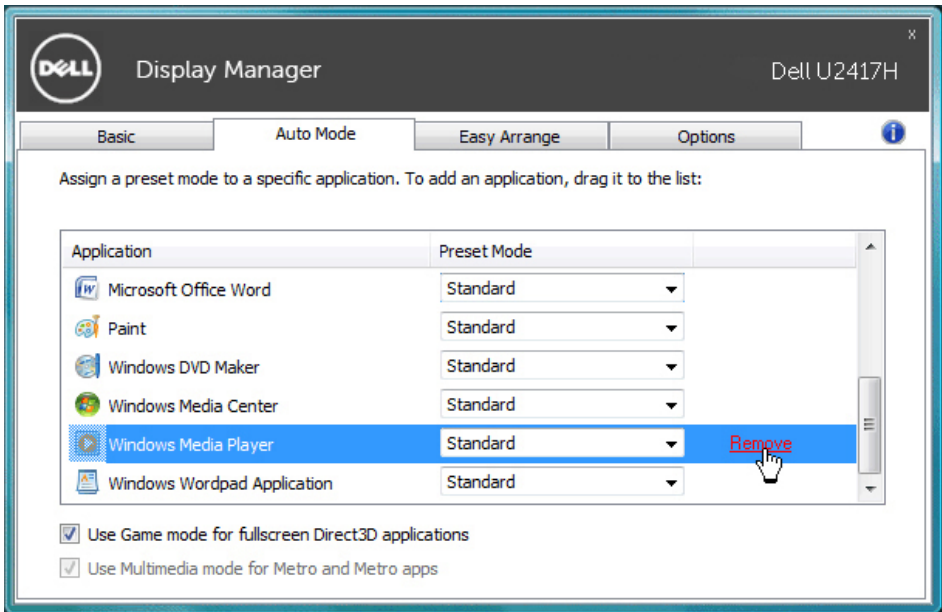 x
DELL
Display Manager
Dell U2417H
Basic
Auto Mode
Easy Arrange
Options
i
Assign a preset mode to a specific application. To add an application, drag it to the list:
Application Preset Mode
W Microsoft Office Word Standard
Paint Standard
Windows DVD Maker Standard
Windows Media Center Standard
Windows Media Player Standard Remove
Windows Wordpad Application Standard
Use Game mode for fullscreen Direct3D applications
Use Multimedia mode for Metro and Metro apps